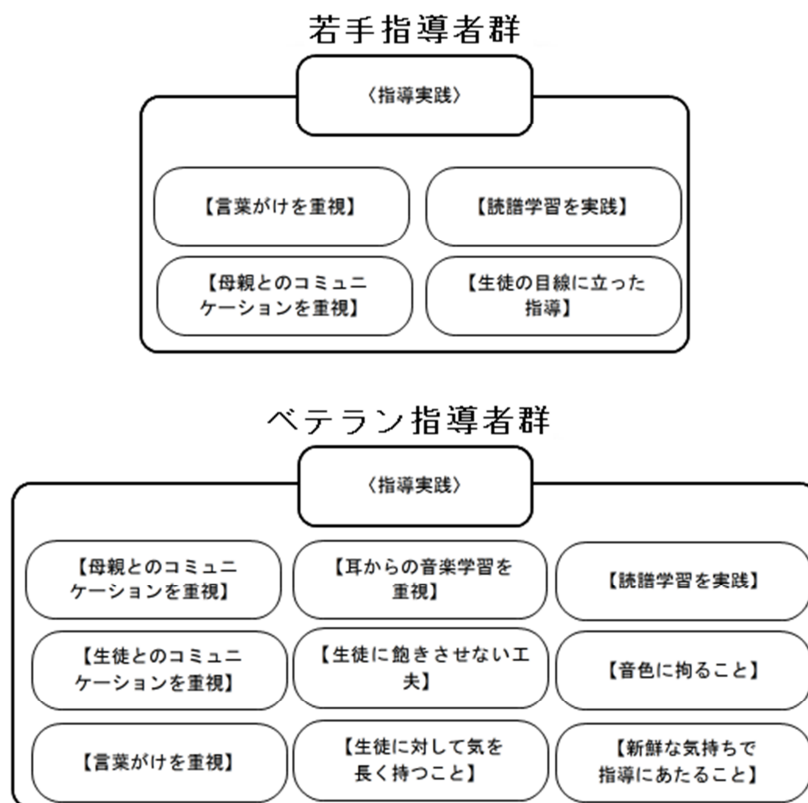 若手指導者群
〈指導実践〉
【言葉がけを重視】
【読譜学習を実践】
【母親とのコミュニ
ケーションを重視】
【生徒の目線に立った
指導】
ベテラン指導者群
〈指導実践〉
【母親とのコミュニ
ケーションを重視】
【耳からの音楽学習を
重視】
【読譜学習を実践】
【生徒とのコミュニ
ケーションを重視】
【生徒に飽きさせない工
夫】
【音色に拘ること】
【言葉がけを重視】
【生徒に対して気を
長く持つこと】
【新鮮な気持ちで
指導にあたること】